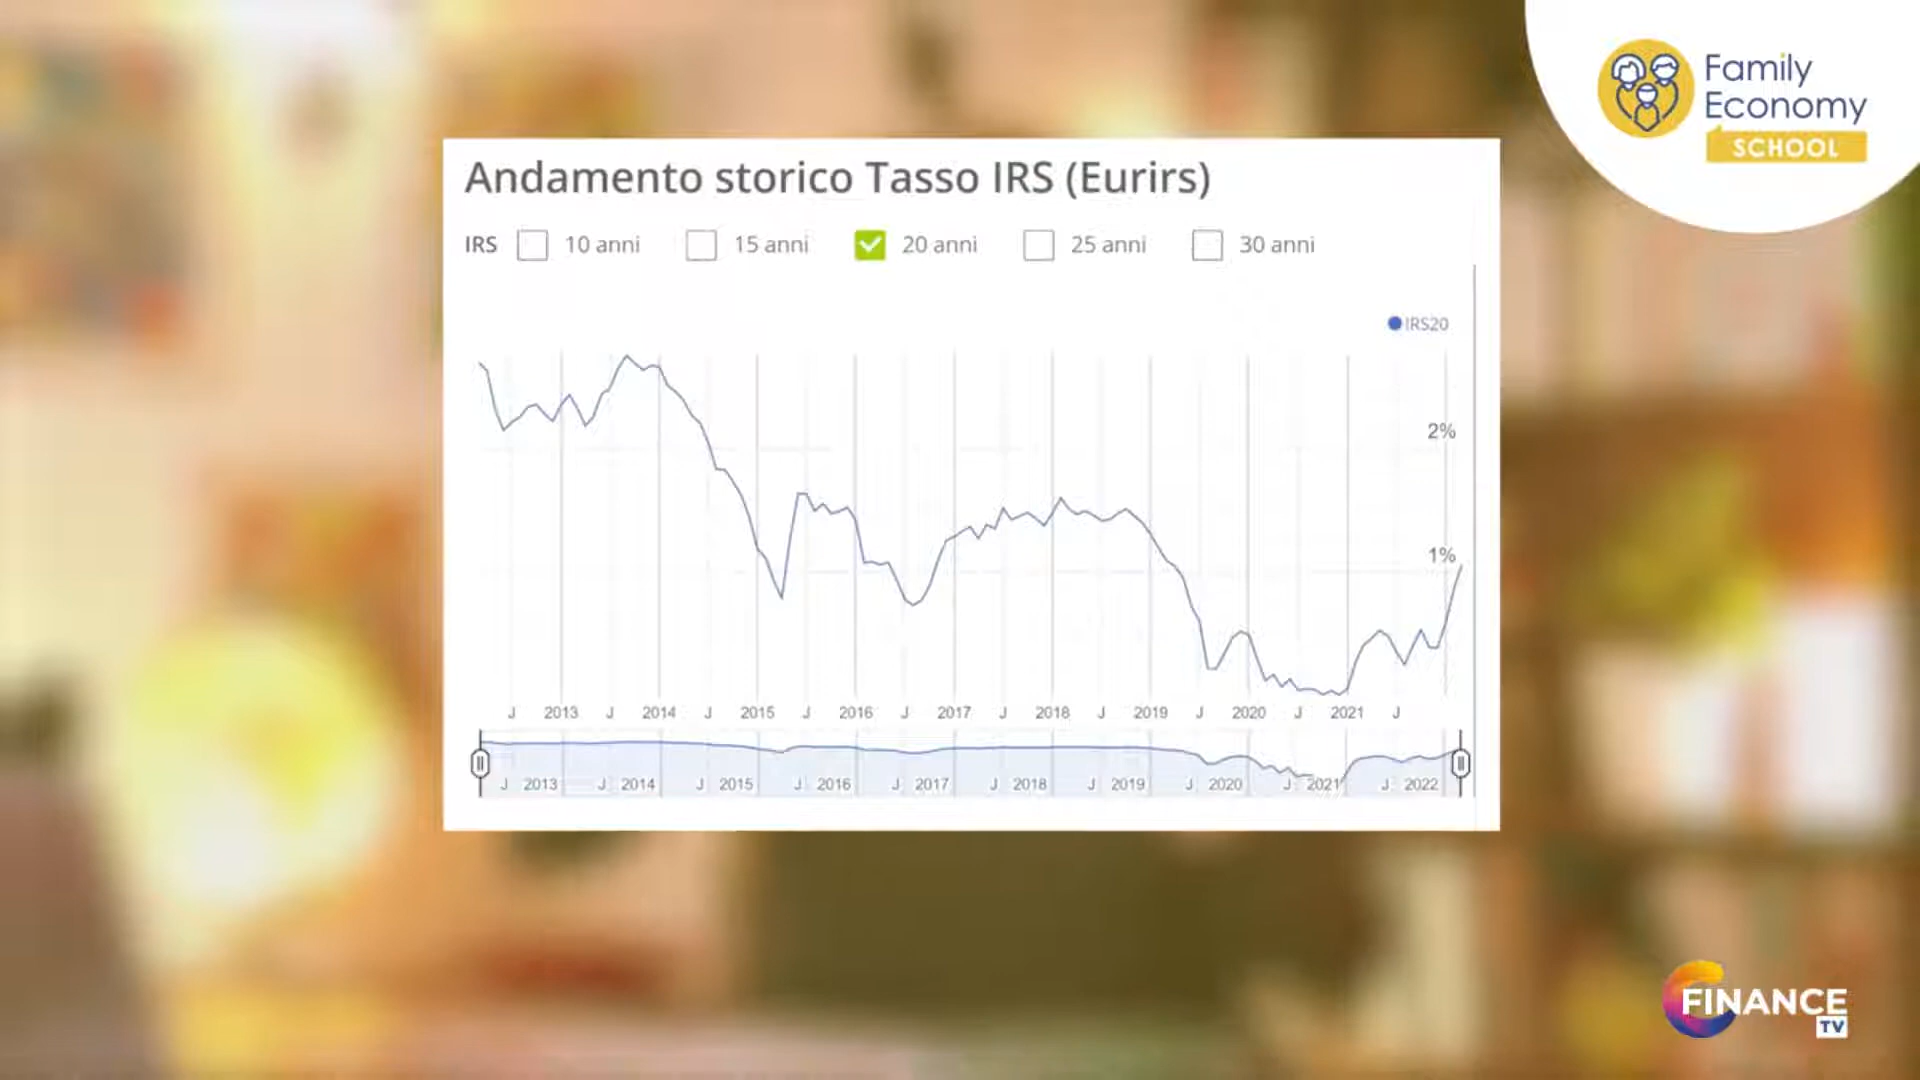 Family
Economy
SCHOOL
Andamento storico Tasso IRS (Eurirs)
IRS 10 anni 15 anni 20 anni 25 anni 30 anni
IRS20
2%
1%
J 2013 J 2014 J 2015 J 2016 J 2017 J 2018 J 2019 J 2020 J 2021 J
J 2013 J 2014 J 2015 J 2016 J 2017 J 2018 J 2019 J 2020 J 2021 J 2022
FINANCE
TV